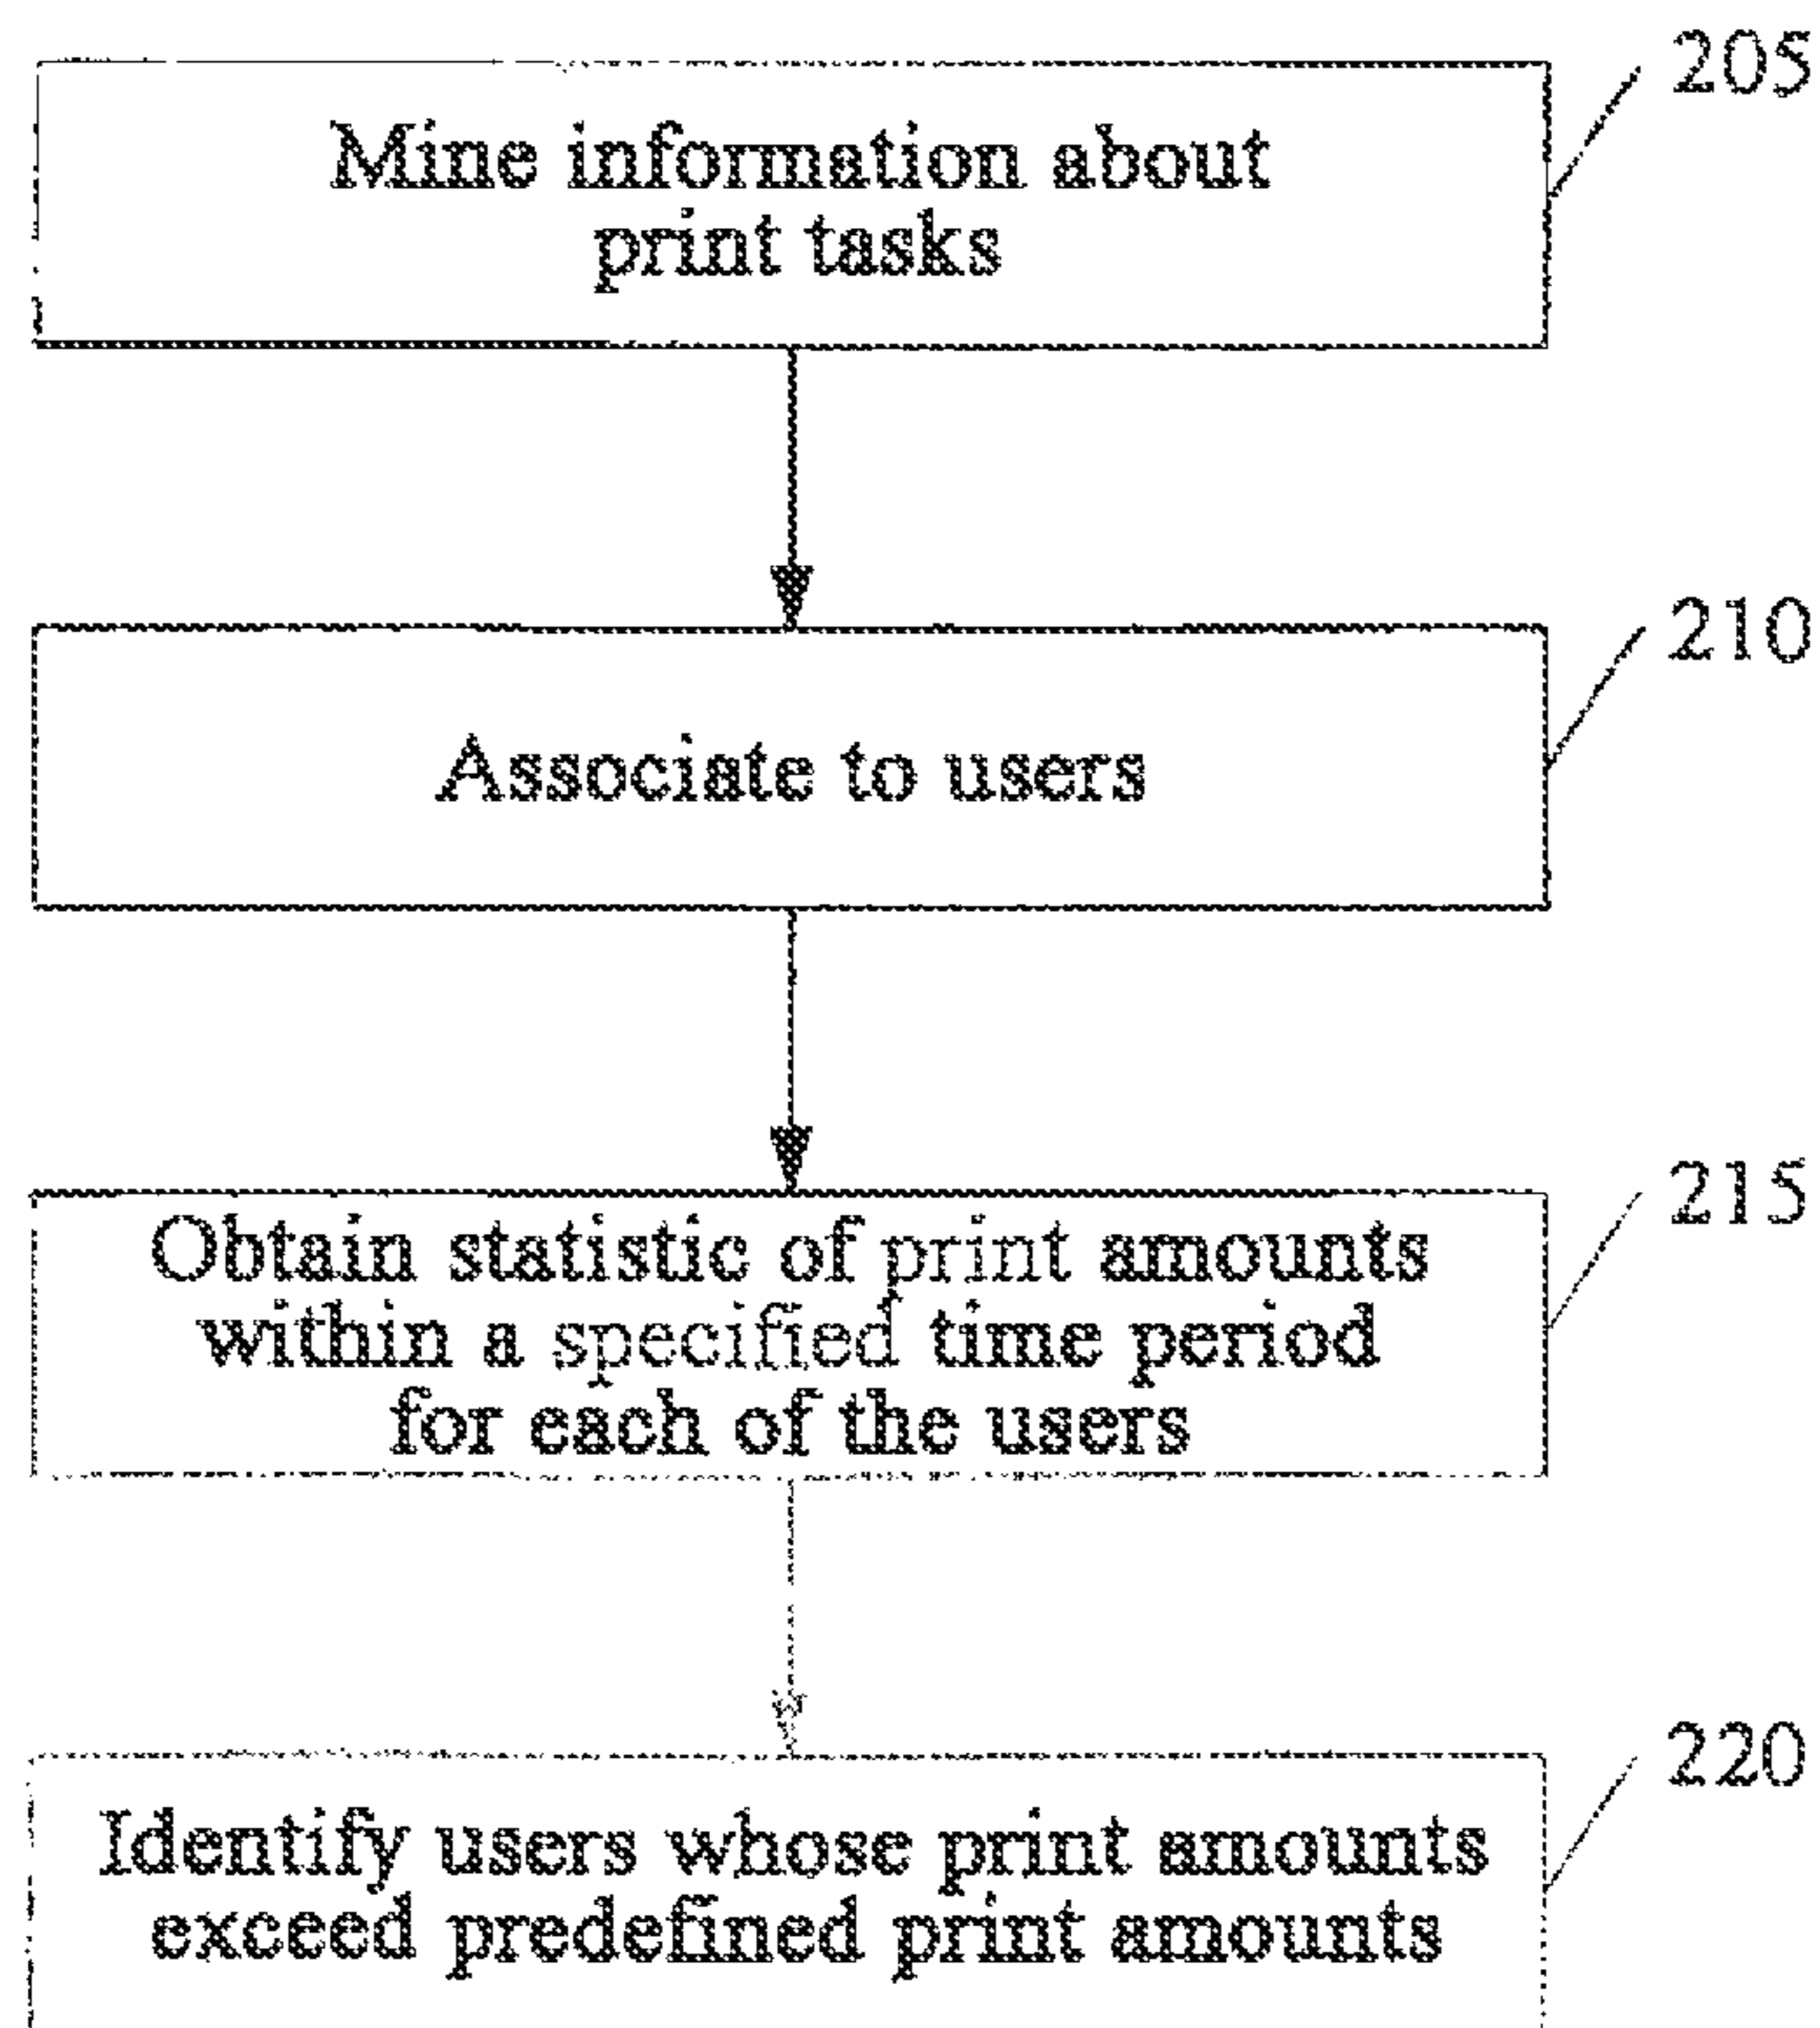 205
Mine information about
print tasks
210
Associate to users
215
Obtain statistic of print amounts
within a specified time period
for each of the users
220
Identify users whose print amounts
exceed predefined print amounts